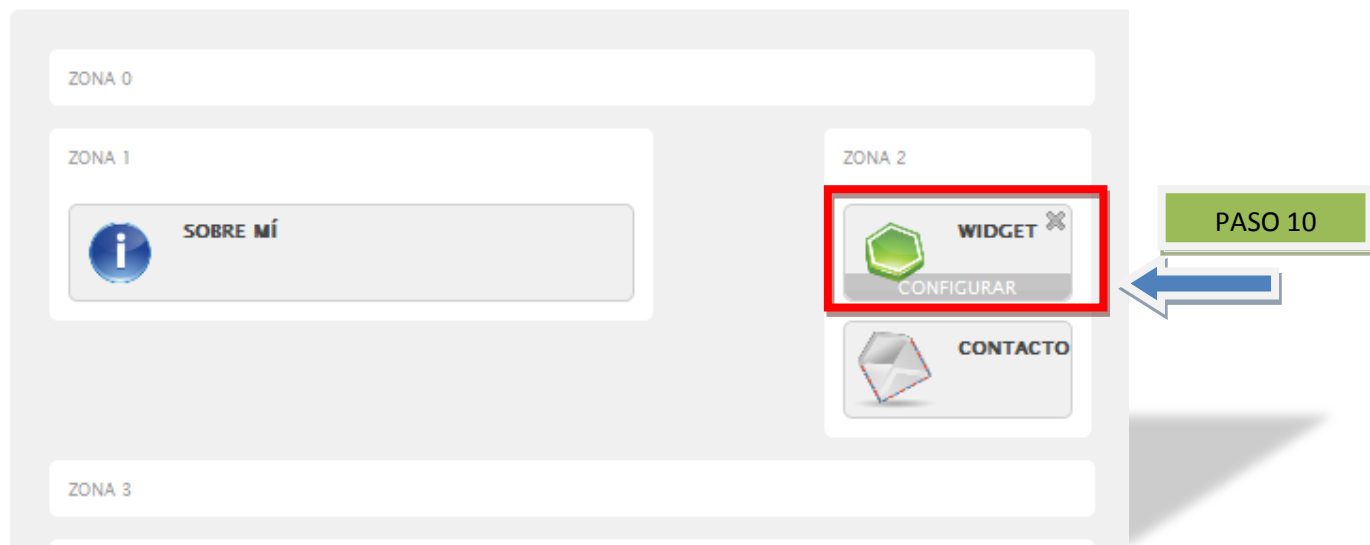 ZONA 0
ZONA 1
SOBRE MÍ
ZONA 2
WIDGET
CONFIGURAR
PASO 10
CONTACTO
ZONA 3